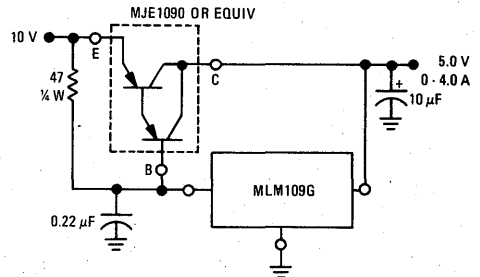 MJE1090 OR EQUIV
10 V
E
C
5.0 V
0 - 4.0 A
47
¼ W
+
10 µF
B
MLM109G
0.22 µF